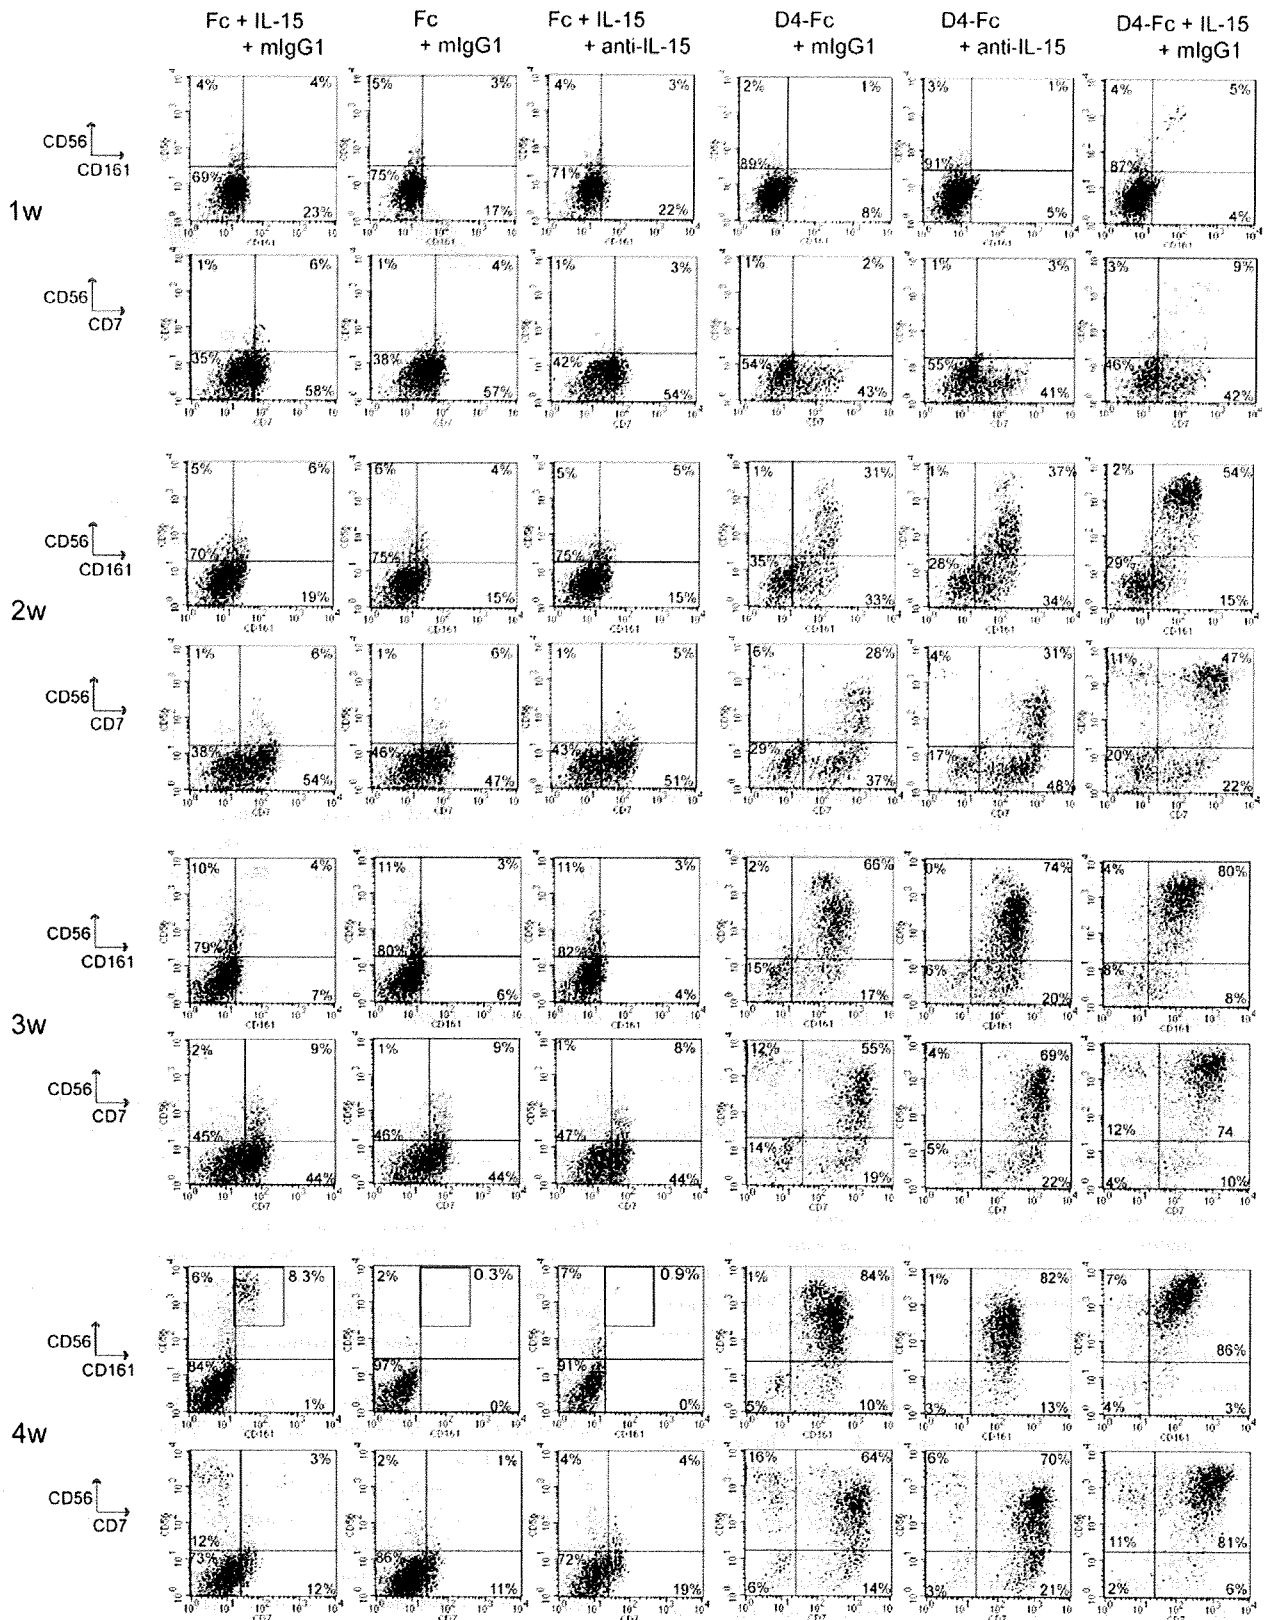 Fc + IL-15 Fc Fc + IL-15 D4-Fc D4-Fc D4-Fc + IL-15
+ mIgG1 + mIgG1 + anti-IL-15 + mIgG1 + anti-IL-15 + mIgG1
1w
CD56
CD161
4% 4% 5% 3% 4% 3% 2% 1% 3% 1% 4% 5%
69% 75% 71% 89% 91% 87%
23% 17% 22% 8% 5% 4%
CD56
CD7
1% 6% 1% 4% 1% 3% 1% 2% 1% 3% 3% 9%
35% 38% 42% 54% 55% 46%
58% 57% 54% 43% 41% 42%
2w
CD56
CD161
5% 6% 6% 4% 5% 5% 1% 31% 1% 37% 2% 54%
70% 75% 75% 35% 28% 29%
19% 15% 15% 33% 34% 15%
CD56
CD7
1% 6% 1% 6% 1% 5% 6% 28% 4% 31% 11% 47%
38% 46% 43% 29% 17% 20%
54% 47% 51% 37% 48% 22%
3w
CD56
CD161
10% 4% 11% 3% 11% 3% 2% 66% 0% 74% 4% 80%
79% 80% 82% 15% 6% 8%
7% 6% 4% 17% 20% 8%
CD56
CD7
2% 9% 1% 9% 1% 8% 12% 55% 4% 69%
45% 46% 47% 14% 5% 12% 74
44% 44% 44% 19% 22% 4% 10%
4w
CD56
CD161
6% 8.3% 2% 0.3% 7% 0.9% 1% 84% 1% 82% 7%
84% 97% 91% 86%
1% 0% 0% 5% 10% 3% 13% 4% 3%
CD56
CD7
3% 2% 1% 4% 4% 16% 64% 6% 70%
12% 11% 81%
73% 86% 72%
12% 11% 19% 6% 14% 3% 21% 2% 6%